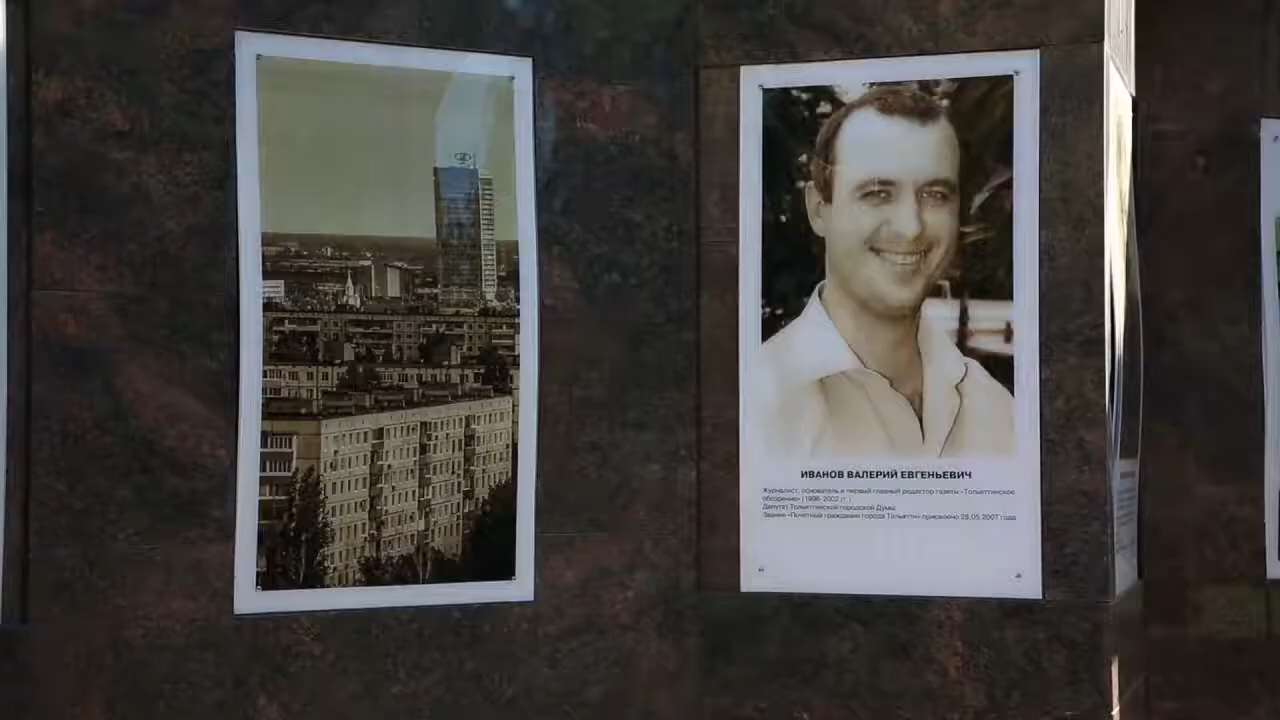 ИВАНОВ ВАЛЕРИЙ ЕВГЕНЬЕВИЧ
Журналист, основатель и первый главный редактор газеты «Тольяттинское
обозрение» (1996-2002 гг.)
Депутат Тольяттинской городской Думы
Звание «Почетный гражданин города Тольятти» присвоено 28.05.2007 года